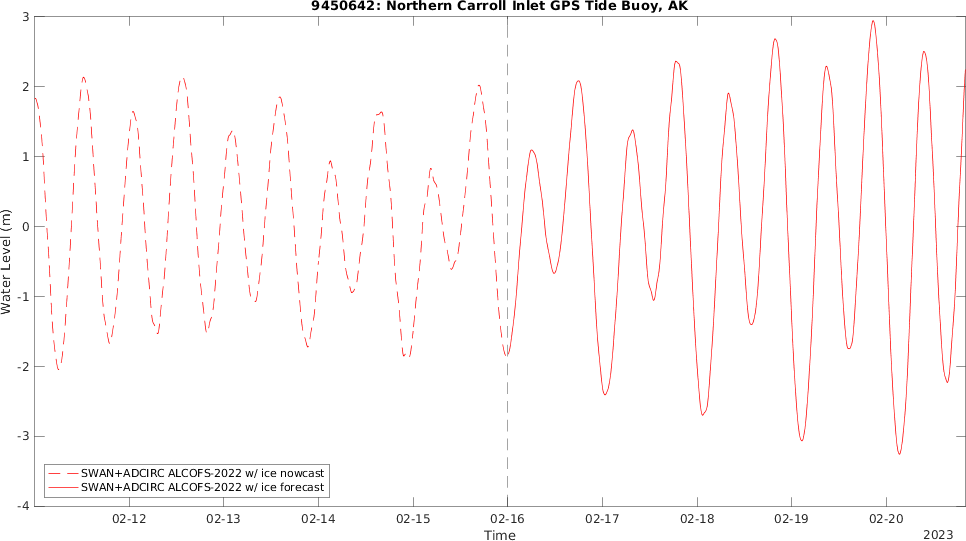 9450642: Northern Carroll Inlet GPS Tide Buoy, AK
3
2
1
0
-1
-2
-3
-4
Water Level (m)
SWAN+ADCIRC ALCOFS-2022 w/ ice nowcast
SWAN+ADCIRC ALCOFS-2022 w/ ice forecast
02-12 02-13 02-14 02-15 02-16 02-17 02-18 02-19 02-20
Time
2023